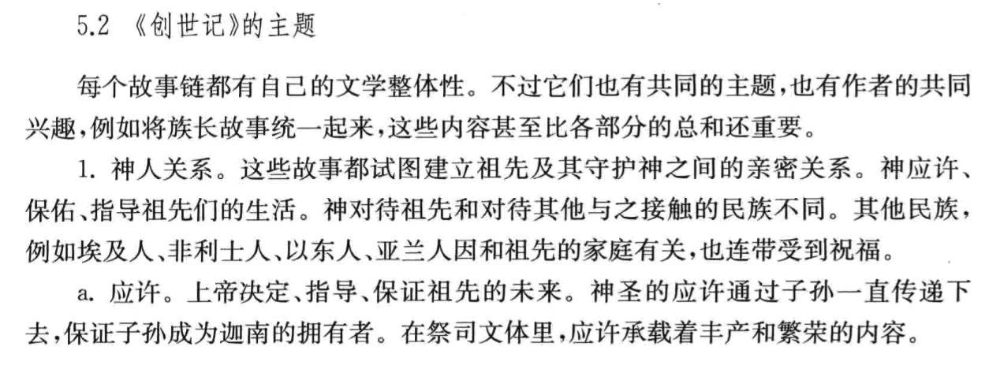 5.2 《创世记》的主题
每个故事链都有自己的文学整体性。不过它们也有共同的主题,也有作者的共同
兴趣,例如将族长故事统一起来,这些内容甚至比各部分的总和还重要。
1. 神人关系。这些故事都试图建立祖先及其守护神之间的亲密关系。神应许、
保佑、指导祖先们的生活。神对待祖先和对待其他与之接触的民族不同。其他民族,
例如埃及人、非利士人、以东人、亚兰人因和祖先的家庭有关,也连带受到祝福。
a. 应许。上帝决定、指导、保证祖先的未来。神圣的应许通过子孙一直传递下
去,保证子孙成为迦南的拥有者。在祭司文体里,应许承载着丰产和繁荣的内容。